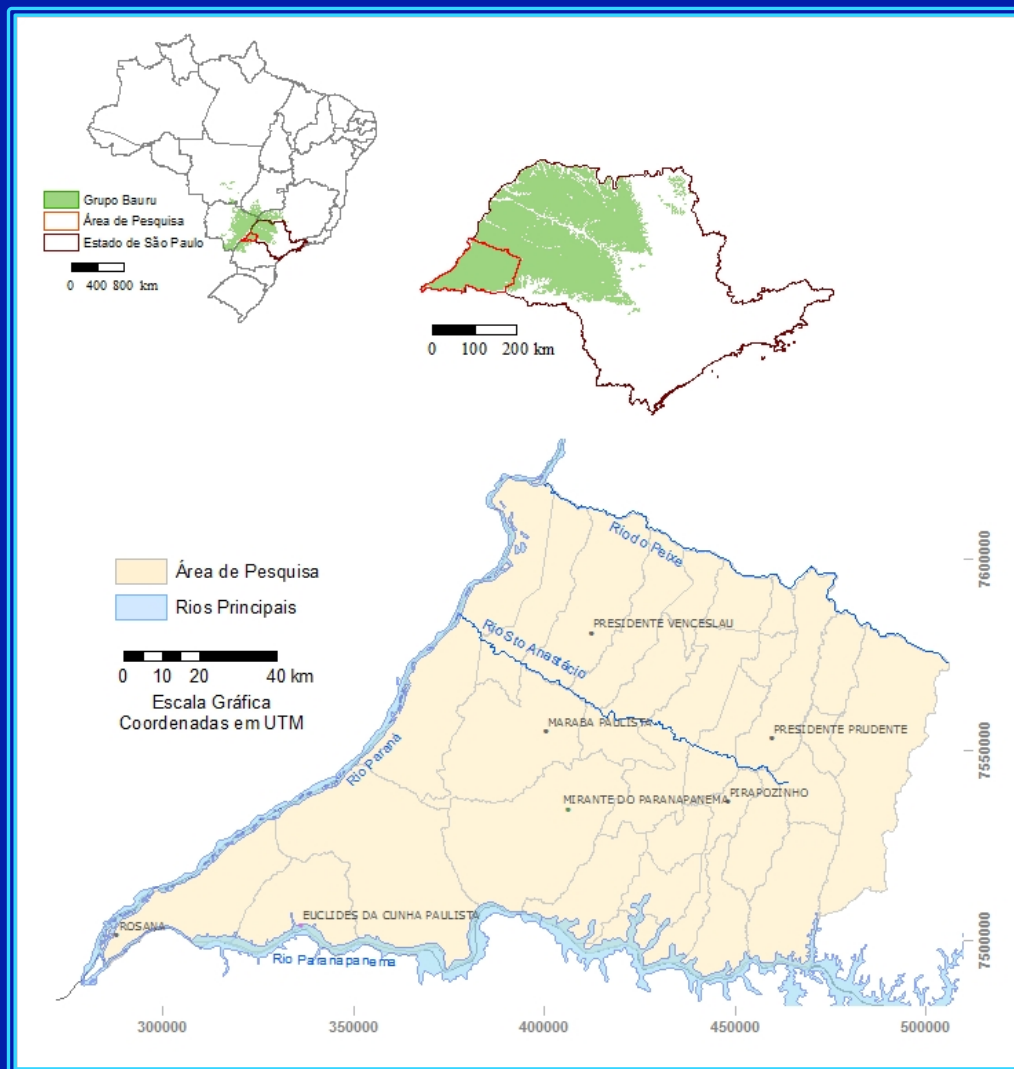 Grupo Bauru
Área de Pesquisa
Estado de São Paulo
0 400 800 km
0 100 200 km
Área de Pesquisa
Rios Principais
0 10 20 40 km
Escala Gráfica
Coordenadas em UTM
Rio do Peixe
PRESIDENTE VENCESLAU
Rio Sto Anastácio
MARABA PAULISTA
PRESIDENTE PRUDENTE
Rio Paraná
MIRANTE DO PARANAPANEMA
PIRAPOZINHO
EUCLIDES DA CUNHA PAULISTA
ROSANA
Rio Paranapanema
7600000
7550000
7500000
300000 350000 400000 450000 500000